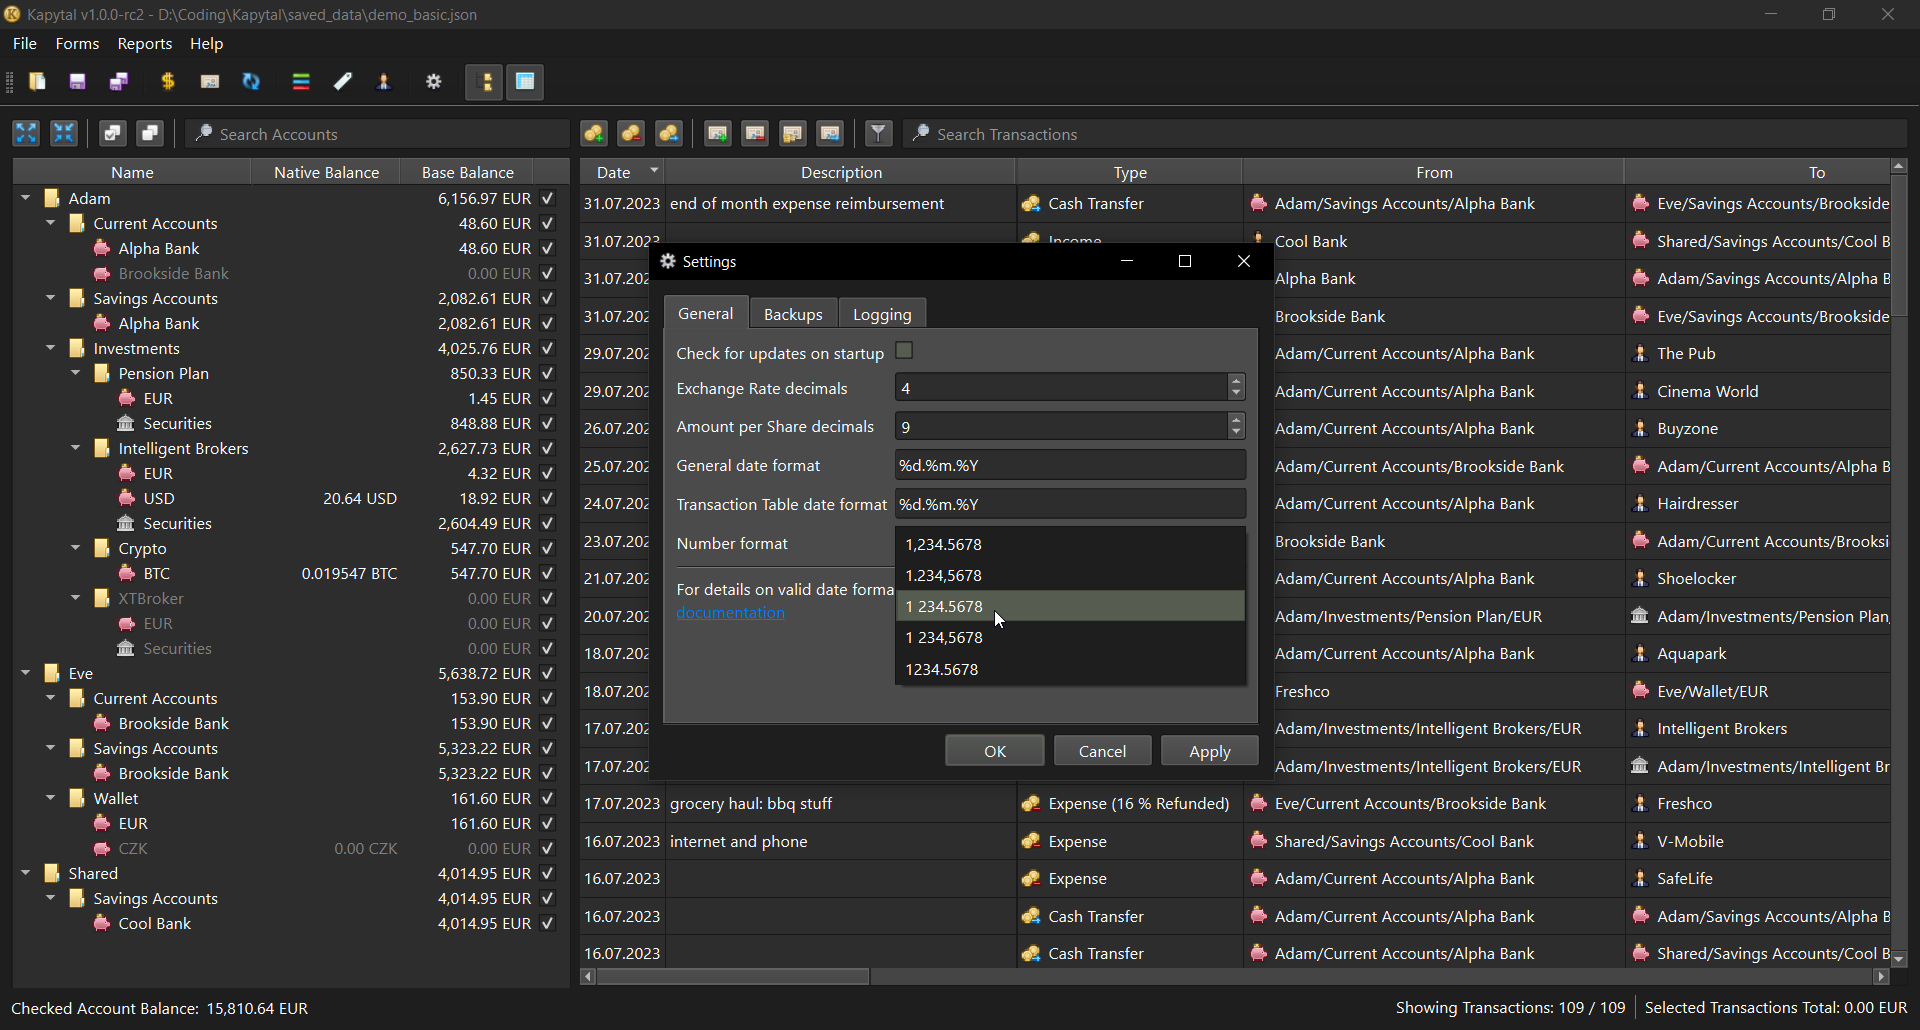 Kapytal v1.0.0-rc2 - D:\Coding\Kapytal\saved_data\demo_basic.json
File Forms Reports Help
Search Accounts Search Transactions
Name Native Balance Base Balance
Adam 6,156.97 EUR
Current Accounts 48.60 EUR
Alpha Bank 48.60 EUR
Brookside Bank 0.00 EUR
Savings Accounts 2,082.61 EUR
Alpha Bank 2,082.61 EUR
Investments 4,025.76 EUR
Pension Plan 850.33 EUR
EUR 1.45 EUR
Securities 848.88 EUR
Intelligent Brokers 2,627.73 EUR
EUR 4.32 EUR
USD 20.64 USD 18.92 EUR
Securities 2,604.49 EUR
Crypto 547.70 EUR
BTC 0.019547 BTC 547.70 EUR
XTBroker 0.00 EUR
EUR 0.00 EUR
Securities 0.00 EUR
Eve 5,638.72 EUR
Current Accounts 153.90 EUR
Brookside Bank 153.90 EUR
Savings Accounts 5,323.22 EUR
Brookside Bank 5,323.22 EUR
Wallet 161.60 EUR
EUR 161.60 EUR
CZK 0.00 CZK 0.00 EUR
Shared 4,014.95 EUR
Savings Accounts 4,014.95 EUR
Cool Bank 4,014.95 EUR
Date Description Type From To
31.07.2023 end of month expense reimbursement Cash Transfer Adam/Savings Accounts/Alpha Bank Eve/Savings Accounts/Brookside
31.07.2023 Income Cool Bank Shared/Savings Accounts/Cool B
31.07.202 Alpha Bank Adam/Savings Accounts/Alpha B
31.07.202 Brookside Bank Eve/Savings Accounts/Brookside
29.07.202 Adam/Current Accounts/Alpha Bank The Pub
29.07.202 Adam/Current Accounts/Alpha Bank Cinema World
26.07.202 Adam/Current Accounts/Alpha Bank Buyzone
25.07.202 Adam/Current Accounts/Brookside Bank Adam/Current Accounts/Alpha B
24.07.202 Adam/Current Accounts/Alpha Bank Hairdresser
23.07.202 Brookside Bank Adam/Current Accounts/Brooksi
21.07.202 Adam/Current Accounts/Alpha Bank Shoelocker
20.07.202 Adam/Investments/Pension Plan/EUR Adam/Investments/Pension Plan
18.07.202 Adam/Current Accounts/Alpha Bank Aquapark
18.07.202 Freshco Eve/Wallet/EUR
17.07.202 Adam/Investments/Intelligent Brokers/EUR Intelligent Brokers
17.07.202 Adam/Investments/Intelligent Brokers/EUR Adam/Investments/Intelligent Br
17.07.2023 grocery haul: bbq stuff Expense (16 % Refunded) Eve/Current Accounts/Brookside Bank Freshco
16.07.2023 internet and phone Expense Shared/Savings Accounts/Cool Bank V-Mobile
16.07.2023 Expense Adam/Current Accounts/Alpha Bank SafeLife
16.07.2023 Cash Transfer Adam/Current Accounts/Alpha Bank Adam/Savings Accounts/Alpha B
16.07.2023 Cash Transfer Adam/Current Accounts/Alpha Bank Shared/Savings Accounts/Cool B
Settings
General Backups Logging
Check for updates on startup
Exchange Rate decimals 4
Amount per Share decimals 9
General date format %d.%m.%Y
Transaction Table date format %d.%m.%Y
Number format
1,234.5678
1.234,5678
1 234.5678
1 234,5678
1234.5678
For details on valid date forma
documentation
OK Cancel Apply
Checked Account Balance: 15,810.64 EUR
Showing Transactions: 109 / 109 Selected Transactions Total: 0.00 EUR